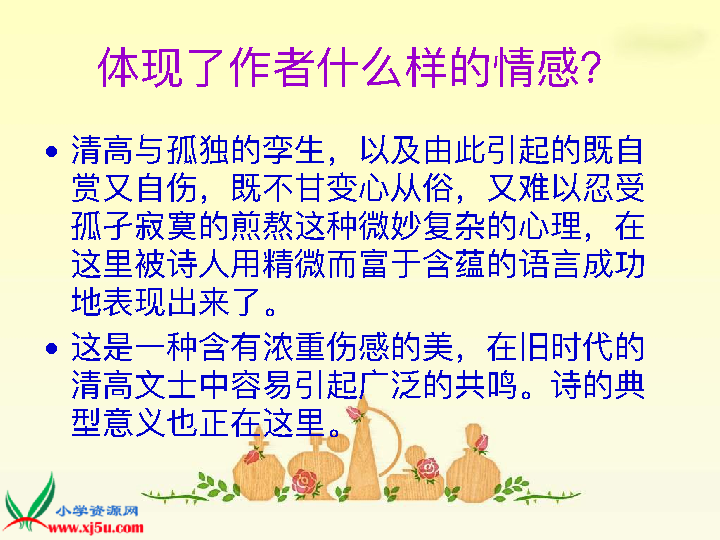 体现了作者什么样的情感？
• 清高与孤独的孪生，以及由此引起的既自
赏又自伤，既不甘变心从俗，又难以忍受
孤孑寂寞的煎熬这种微妙复杂的心理，在
这里被诗人用精微而富于含蕴的语言成功
地表现出来了。
• 这是一种含有浓重伤感的美，在旧时代的
清高文士中容易引起广泛的共鸣。诗的典
型意义也正在这里。
小学资源网
www.xj5u.com